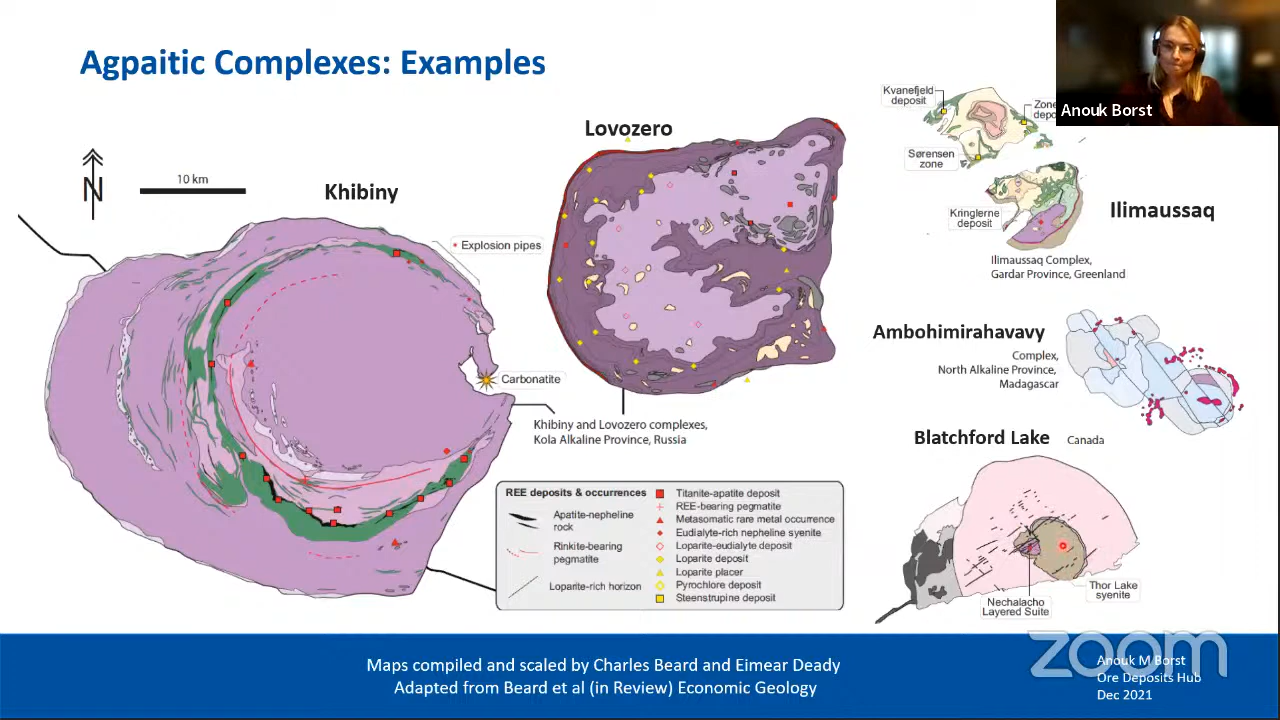 Agpaitic Complexes: Examples
Anouk Borst
N
10 km
Khibiny
Lovozero
Explosion pipes
Carbonatite
Khibiny and Lovozero complexes,
Kola Alkaline Province, Russia
Kvanefjeld
deposit
Zone
depo
Sørensen
zone
Kringlerne
deposit
Ilimaussaq
Ilimaussaq Complex,
Gardar Province, Greenland
Ambohimirahavavy
Complex,
North Alkaline Province,
Madagascar
Blatchford Lake Canada
Thor Lake
syenite
Nechalacho
Layered Suite
REE deposits & occurrences
Apatite-nepheline
rock
Rinkite-bearing
pegmatite
Loparite-rich horizon
Titanite-apatite deposit
REE-bearing pegmatite
Metasomatic rare metal occurrence
Eudialyte-rich nepheline syenite
Loparite-eudialyte deposit
Loparite deposit
Loparite placer
Pyrochlore deposit
Steenstrupine deposit
Maps compiled and scaled by Charles Beard and Eimear Deady
Adapted from Beard et al (in Review) Economic Geology
zoom
Anouk M Borst
Ore Deposits Hub
Dec 2021